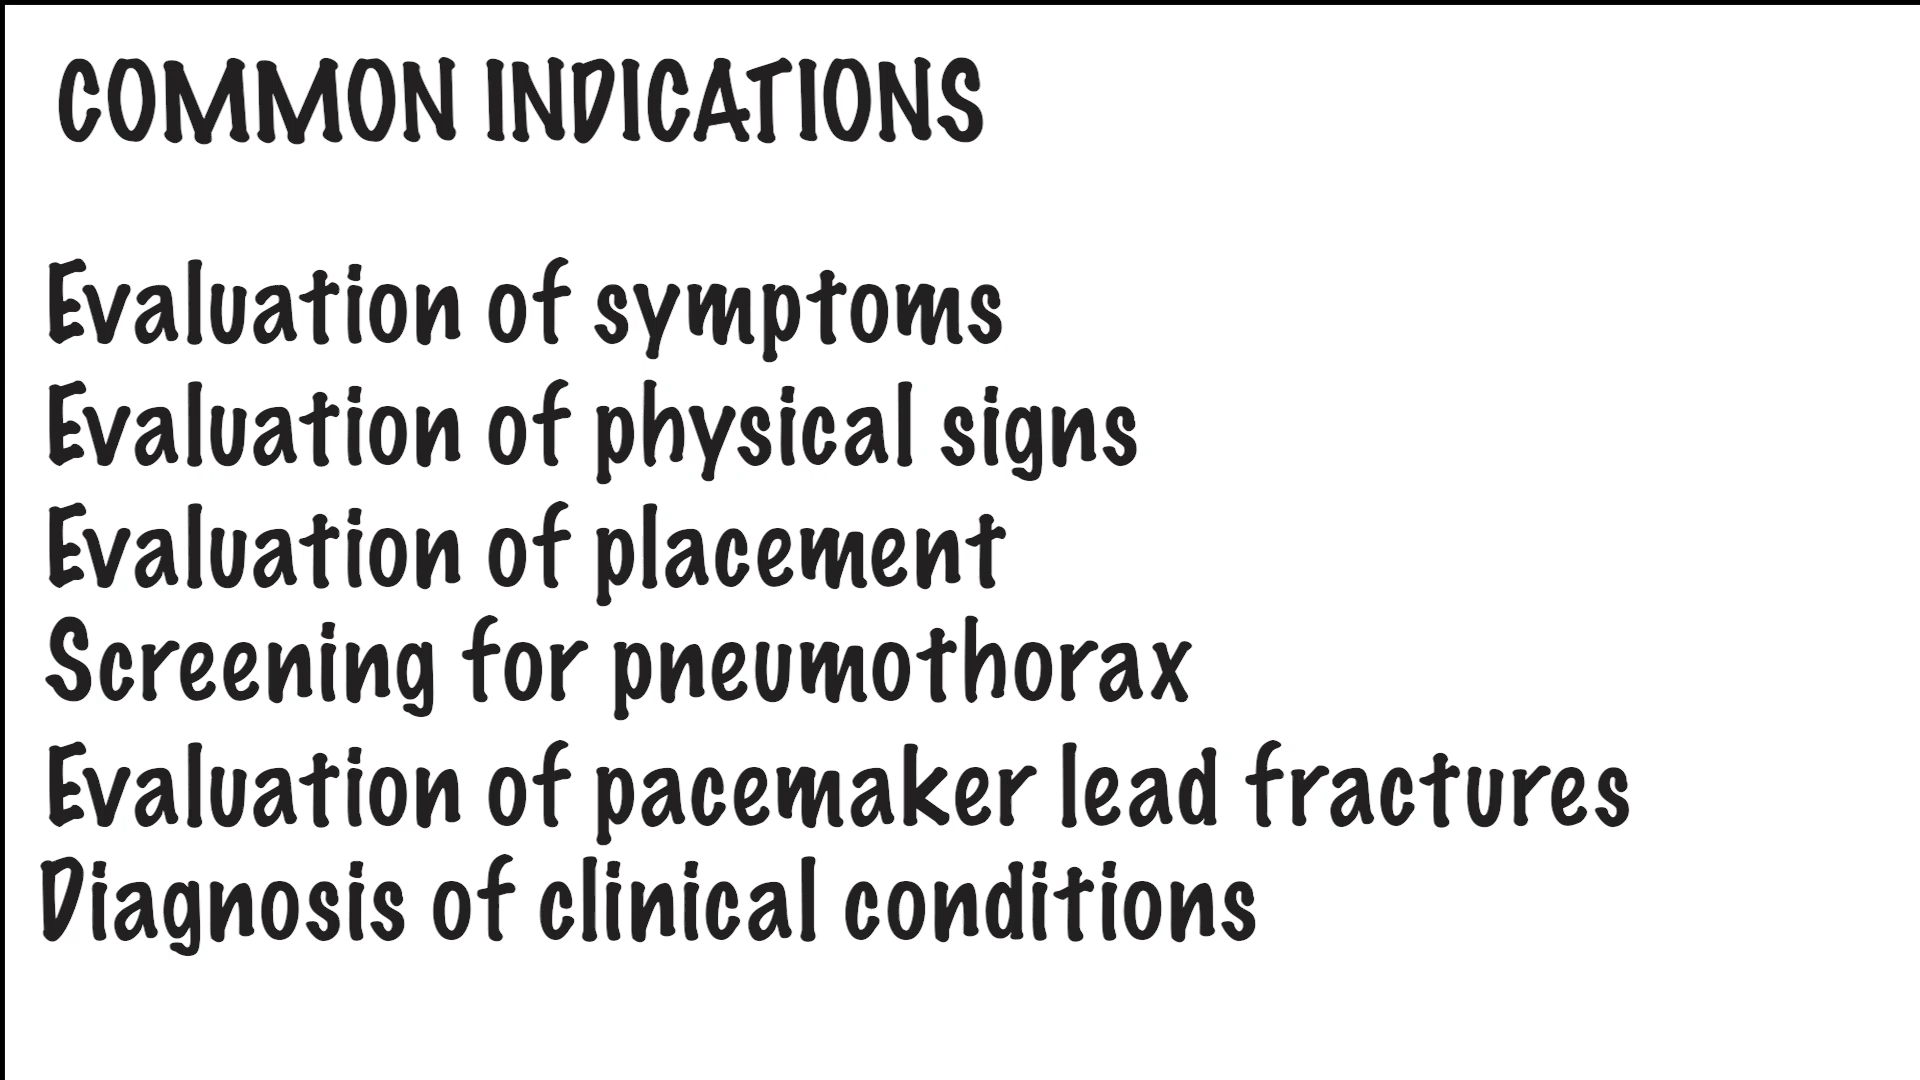 COMMON INDICATIONS
Evaluation of symptoms
Evaluation of physical signs
Evaluation of placement
Screening for pneumothorax
Evaluation of pacemaker lead fractures
Diagnosis of clinical conditions